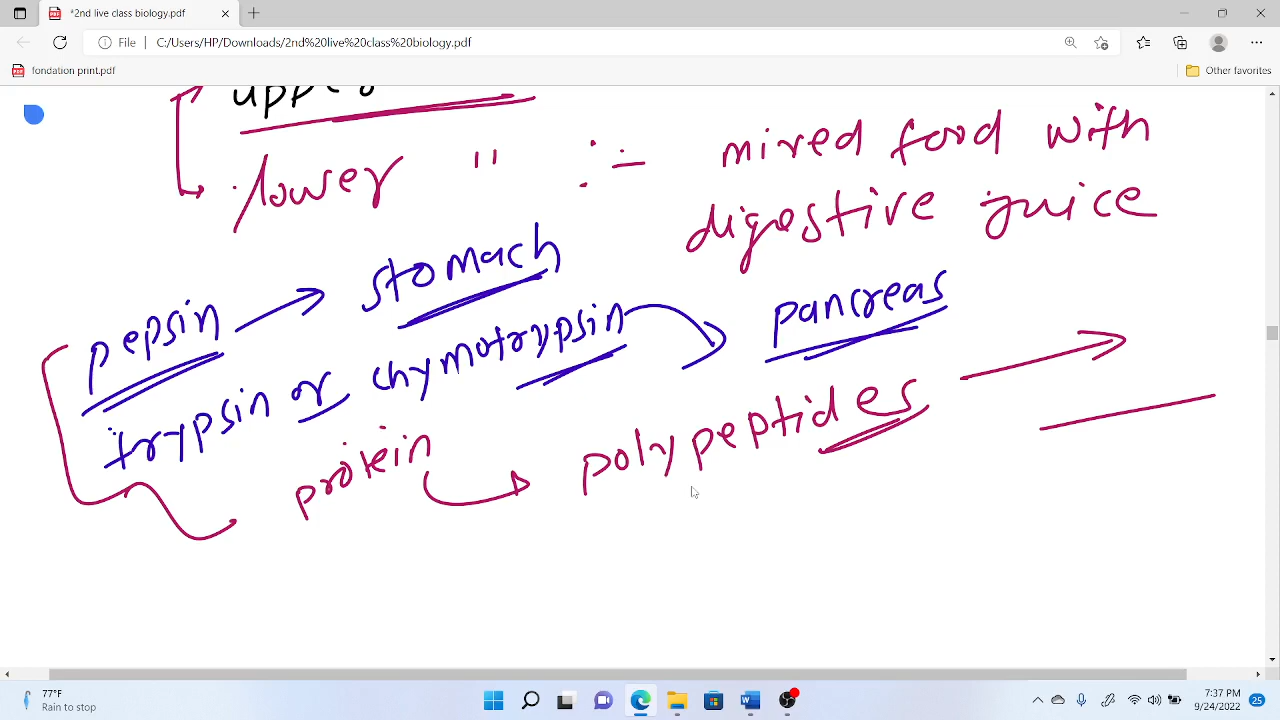 *2nd live class biology.pdf
File C:/Users/HP/Downloads/2nd%20live%20class%20biology.pdf
fondation print.pdf Other favorites
lower " :- mixed food with
digestive juice
pepsin → stomach
trypsin or chymotrypsin → pancreas
protein → polypeptides →
77°F
Rain to stop
7:37 PM
9/24/2022
25